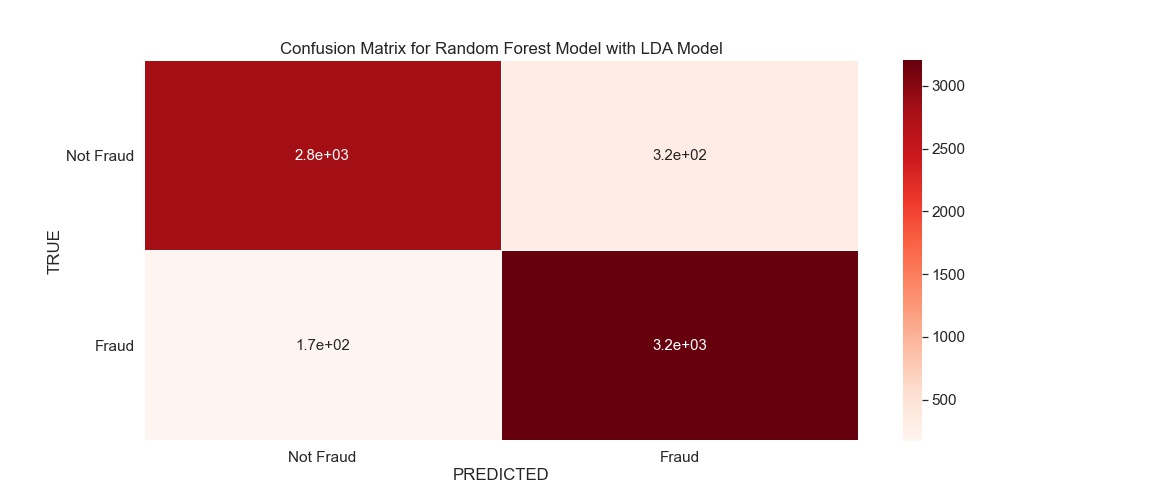 Confusion Matrix for Random Forest Model with LDA Model
TRUE
Not Fraud
2.8e+03
3.2e+02
Fraud
1.7e+02
3.2e+03
Not Fraud
Fraud
PREDICTED
3000
2500
2000
1500
1000
500